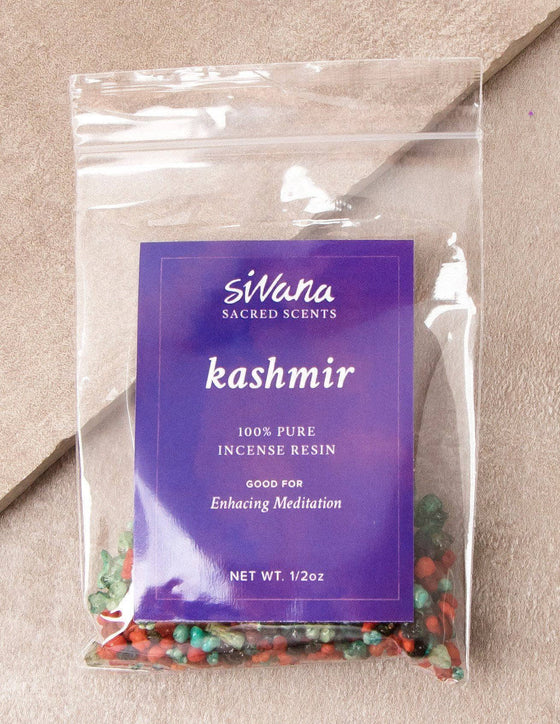 siVana
SACRED SCENTS
kashmir
100% PURE
INCENSE RESIN
GOOD FOR
Enhacing Meditation
NET WT. 1/2oz